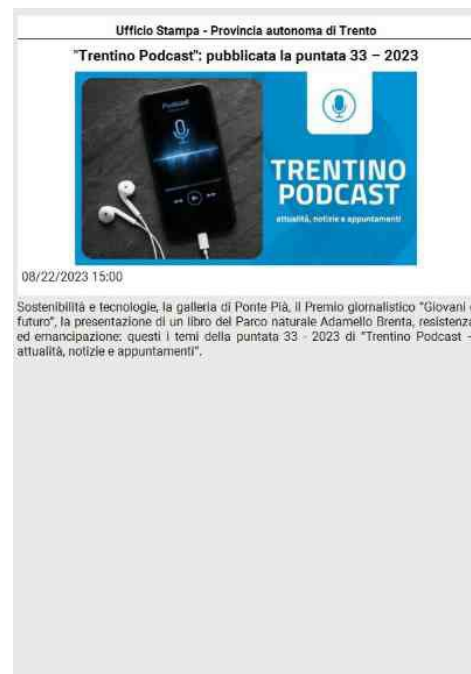 Ufficio Stampa - Provincia autonoma di Trento
"Trentino Podcast": pubblicata la puntata 33 – 2023
Podcast
TRENTINO
PODCAST
attualità, notizie e appuntamenti
08/22/2023 15:00
Sostenibilità e tecnologie, la galleria di Ponte Pià, il Premio giornalistico "Giovani e
futuro", la presentazione di un libro del Parco naturale Adamello Brenta, resistenza
ed emancipazione: questi i temi della puntata 33 - 2023 di "Trentino Podcast -
attualità, notizie e appuntamenti".